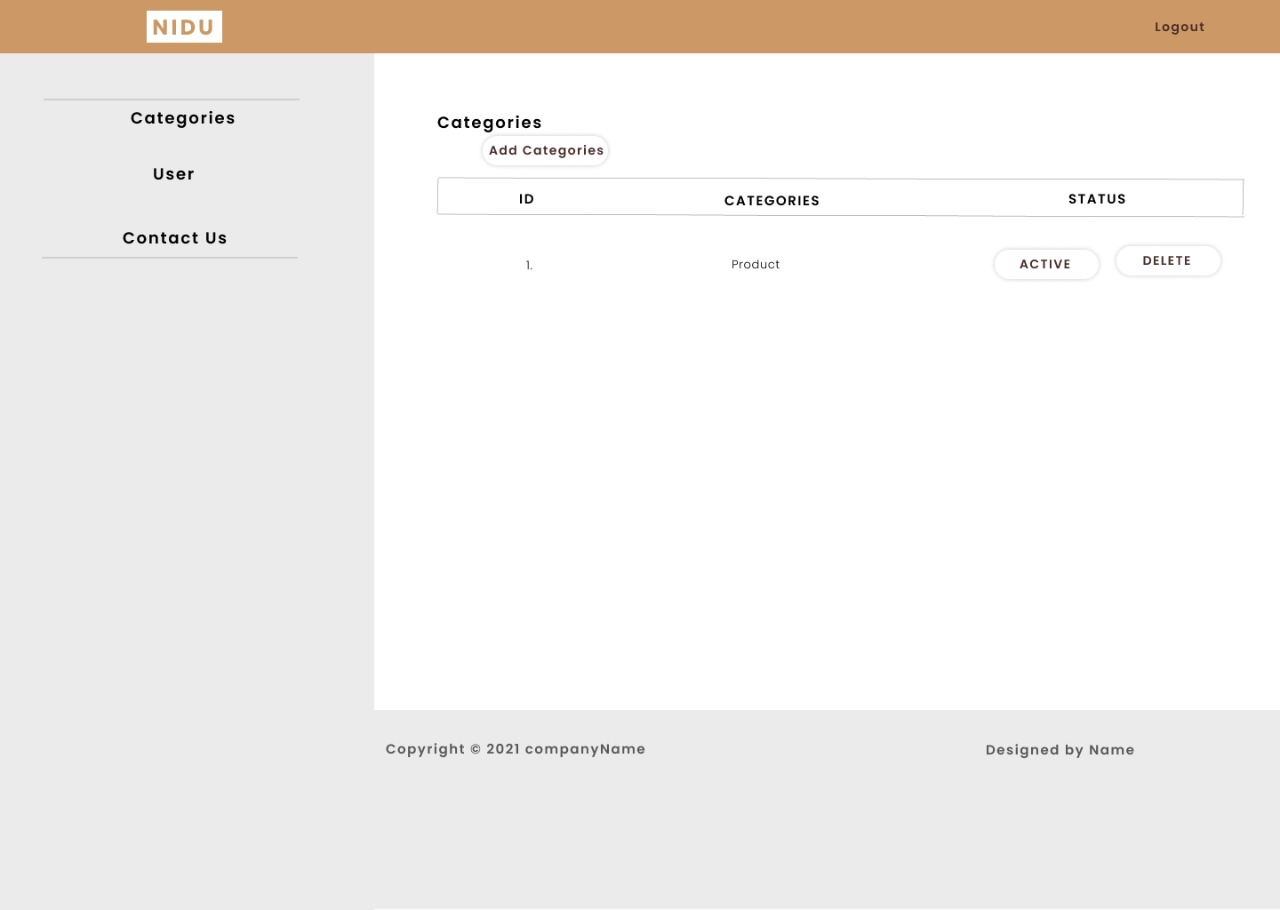 NIDU
Logout
Categories
User
Contact Us
Categories
Add Categories
ID CATEGORIES STATUS
1. Product ACTIVE DELETE
Copyright © 2021 companyName Designed by Name